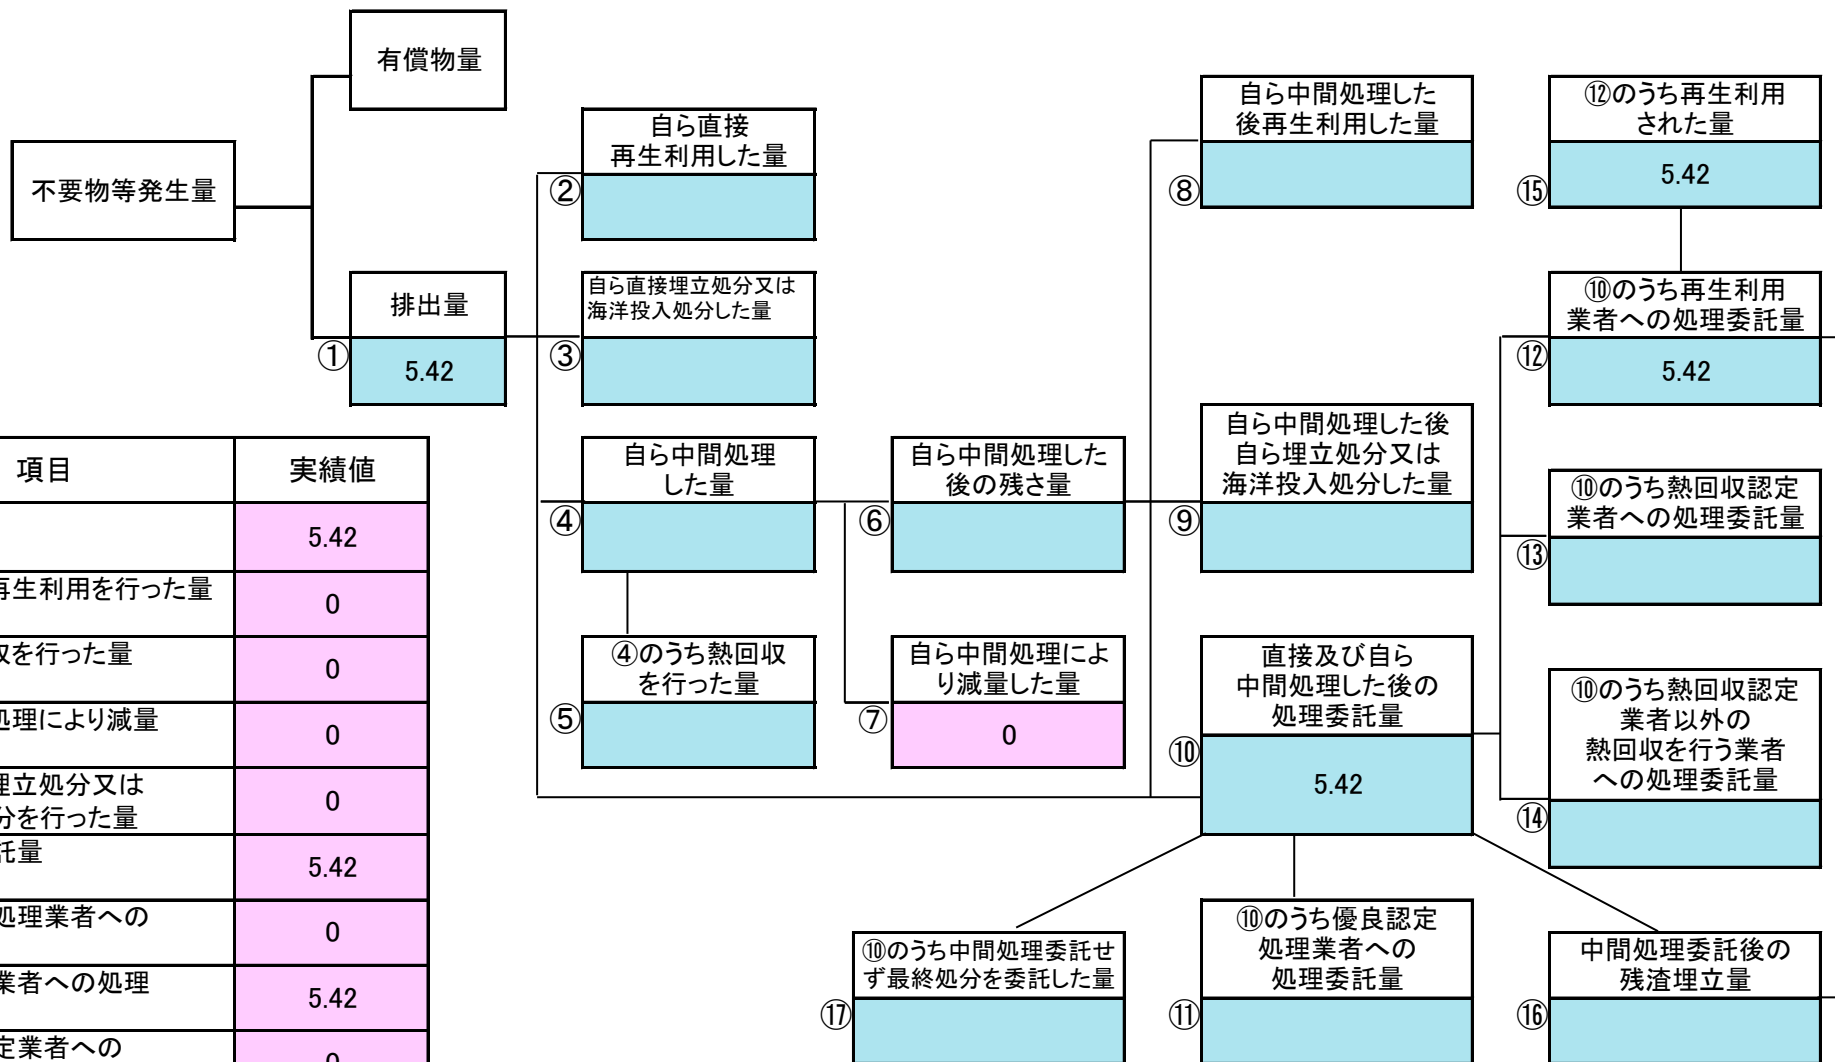 有償物量
不要物等発生量
排出量
①
5.42
自ら直接
再生利用した量
②
自ら直接埋立処分又は
海洋投入処分した量
③
自ら中間処理
した量
④
④のうち熱回収
を行った量
⑤
自ら中間処理した
後の残さ量
⑥
自ら中間処理によ
り減量した量
⑦
0
自ら中間処理した
後再生利用した量
⑧
自ら中間処理した後
自ら埋立処分又は
海洋投入処分した量
⑨
直接及び自ら
中間処理した後の
処理委託量
⑩
5.42
⑫のうち再生利用
された量
⑮
5.42
⑩のうち再生利用
業者への処理委託量
⑫
5.42
⑩のうち熱回収認定
業者への処理委託量
⑬
⑩のうち熱回収認定
業者以外の
熱回収を行う業者
への処理委託量
⑭
⑩のうち中間処理委託せ
ず最終処分を委託した量
⑰
⑩のうち優良認定
処理業者への
処理委託量
⑪
中間処理委託後の
残渣埋立量
⑯
項目 実績値
5.42
再生利用を行った量
0
を行った量
0
処理により減量
0
埋立処分又は
分を行った量
0
託量
5.42
処理業者への
0
業者への処理
5.42
定業者への
0